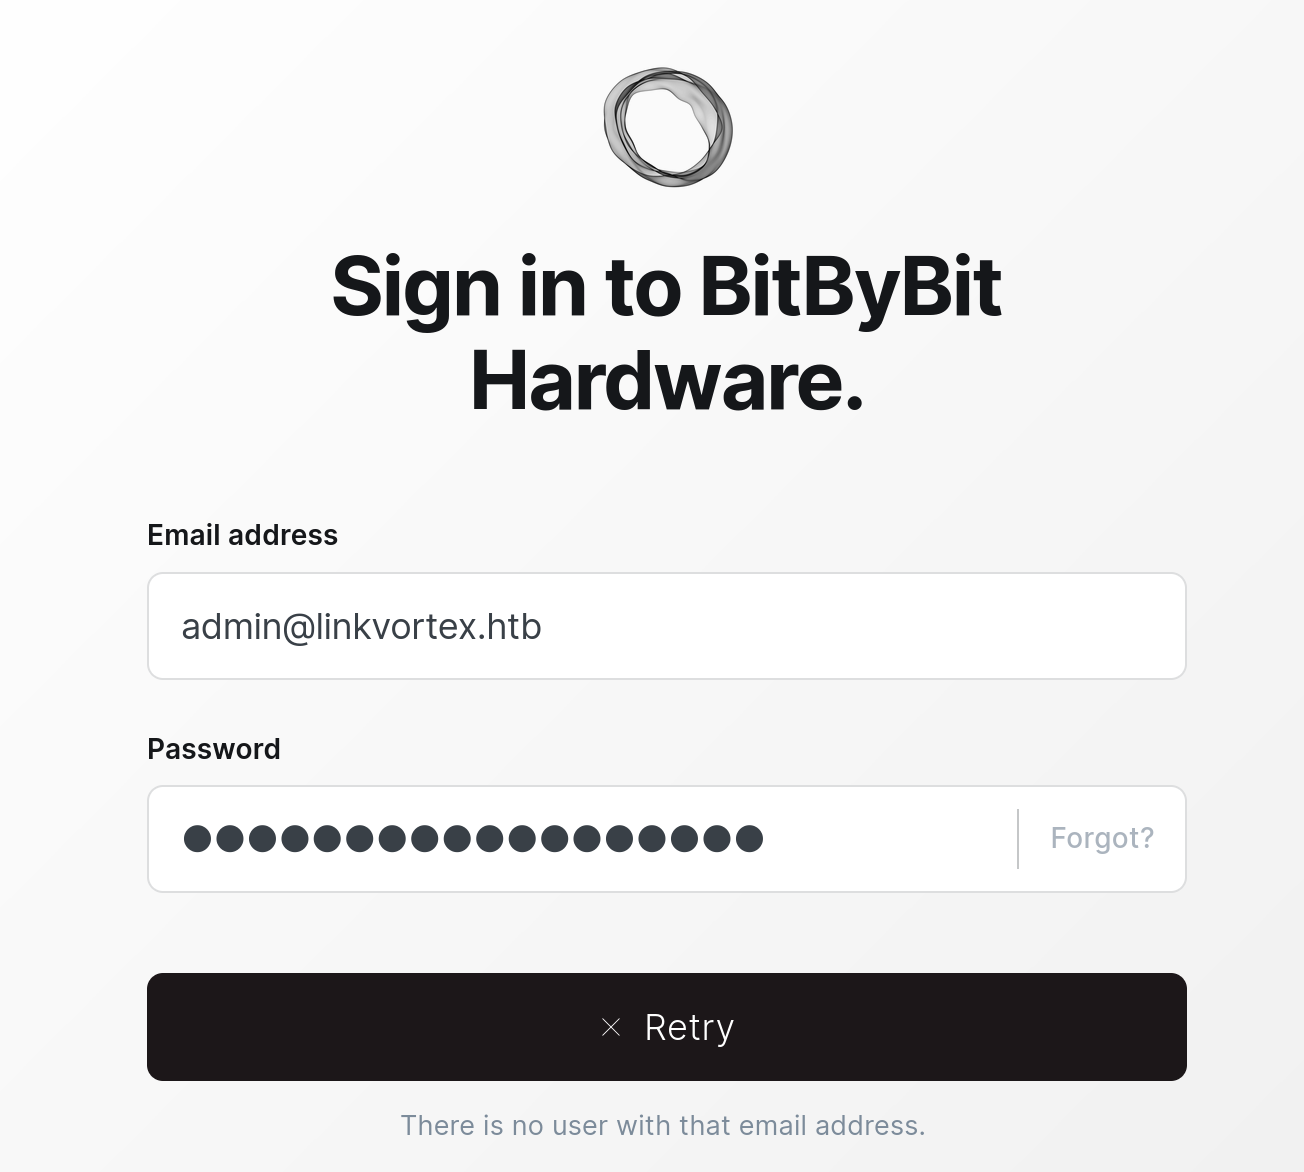 Sign in to BitByBit
Hardware.
Email address
admin@linkvortex.htb
Password
●●●●●●●●●●●●●●●●●●
Forgot?
× Retry
There is no user with that email address.